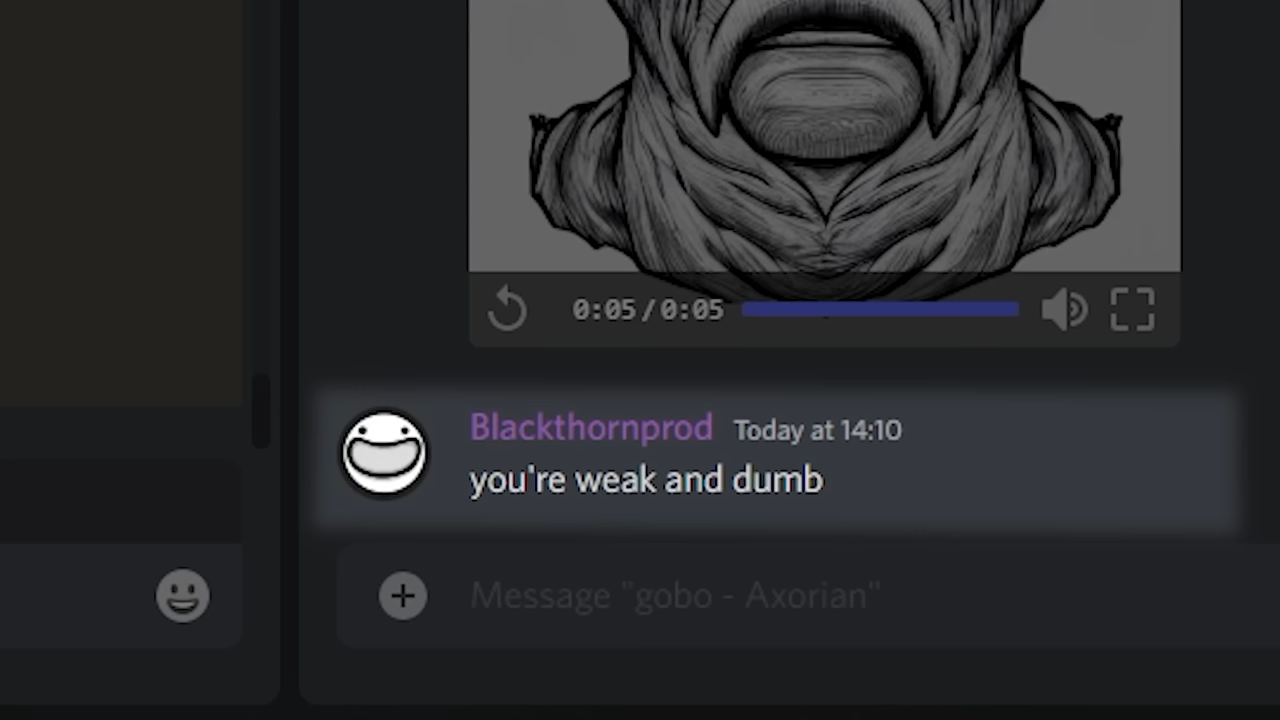 0:05/0:05
Blackthornprod Today at 14:10
you're weak and dumb
Message "gobo - Axorian"